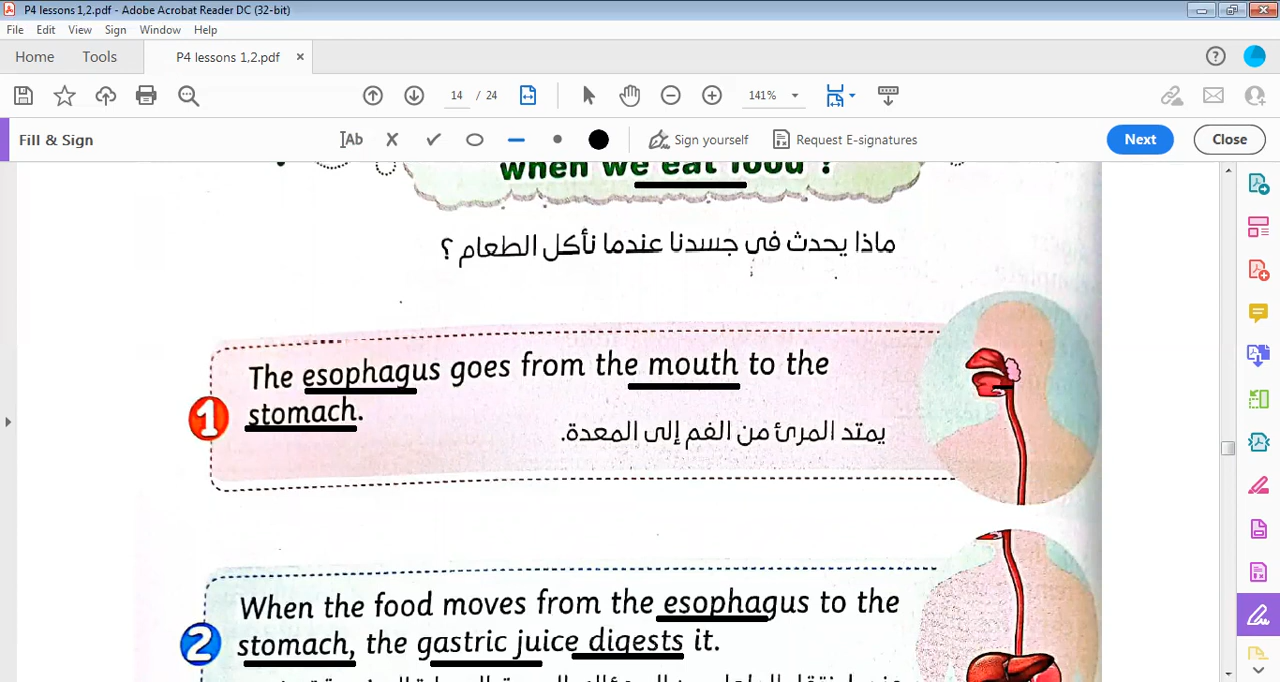 P4 lessons 1,2.pdf - Adobe Acrobat Reader DC (32-bit)
File Edit View Sign Window Help
Home Tools P4 lessons 1,2.pdf ×
14 / 24 141%
Fill & Sign Ab Sign yourself Request E-signatures Next Close
when we eat food ?
ماذا يحدث في جسدنا عندما نأكل الطعام ؟
The esophagus goes from the mouth to the
1 stomach.
يمتد المرئ من الفم إلى المعدة.
When the food moves from the esophagus to the
2 stomach, the gastric juice digests it.